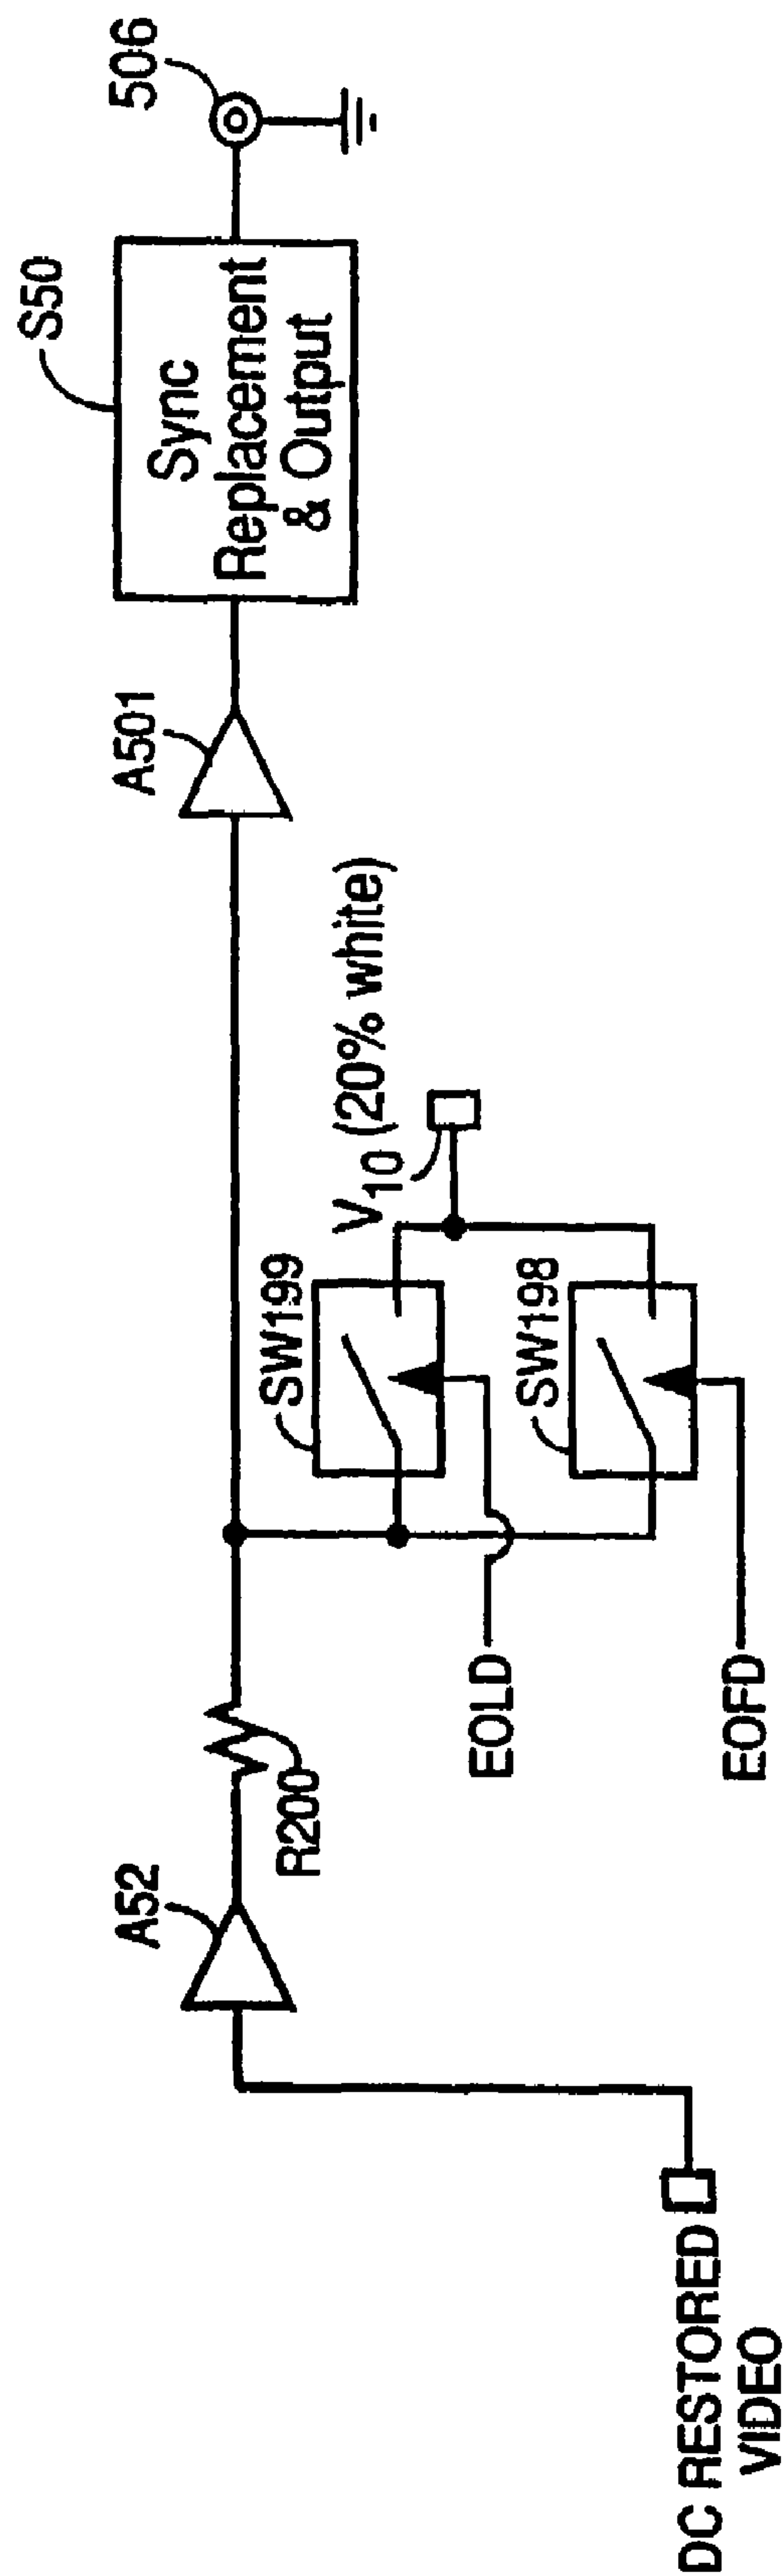 DC RESTORED
VIDEO
A52
R200
EOLD
EOFD
SW199
SW198
V10 (20% white)
A501
S50
Sync
Replacement
& Output
506